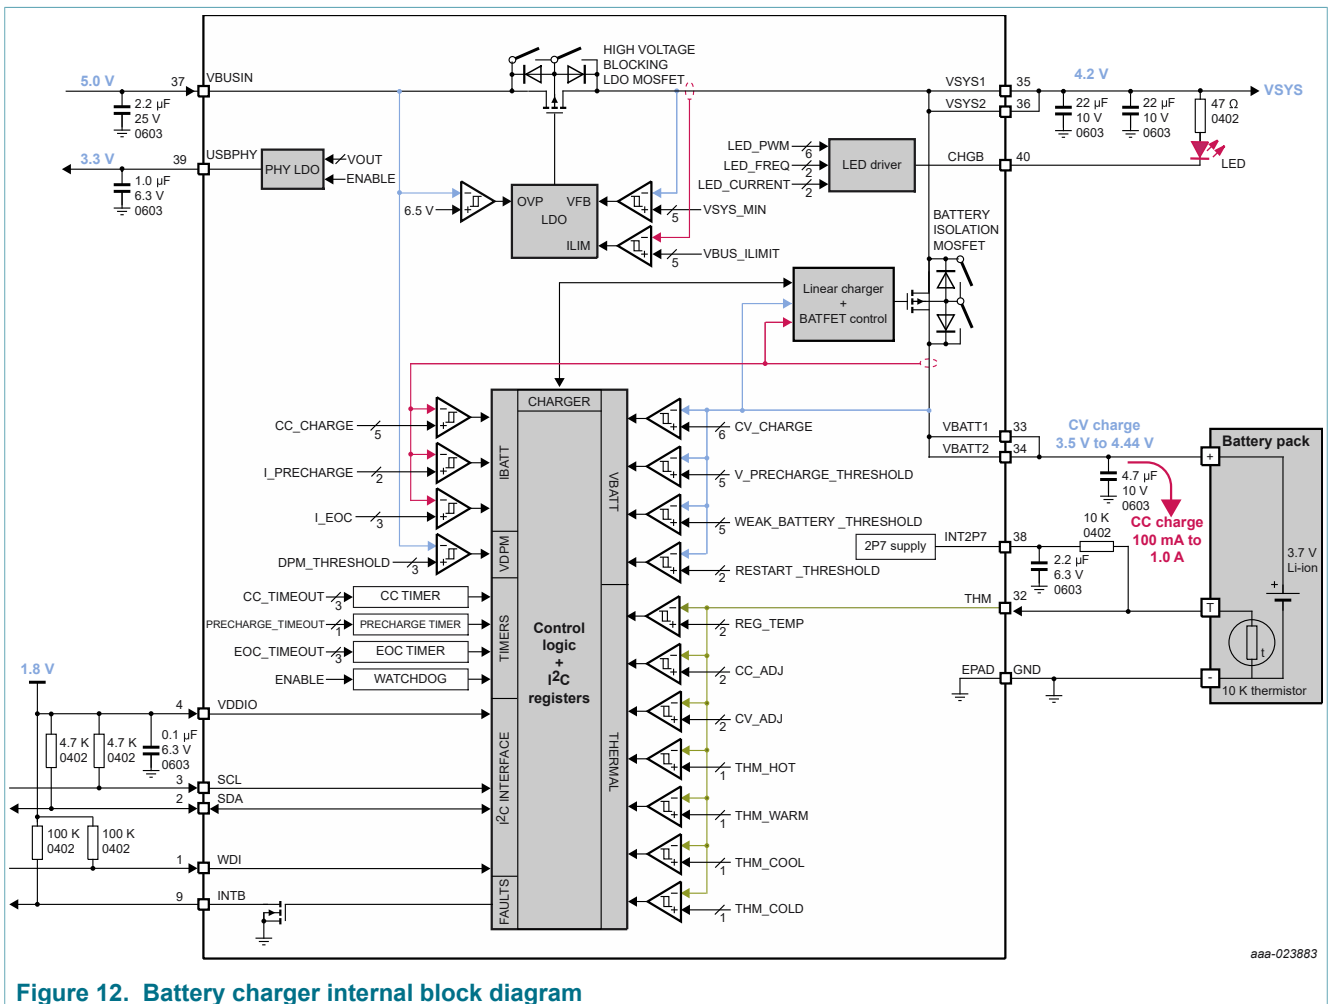 HIGH VOLTAGE
BLOCKING
LDO MOSFET
5.0 V
37
VBUSIN
2.2 µF
25 V
0603
3.3 V
39
USBPHY
PHY LDO
VOUT
ENABLE
1.0 µF
6.3 V
0603
6.5 V
OVP
VFB
LDO
ILIM
VSYS_MIN
5
VBUS_ILIMIT
5
LED_PWM
6
LED_FREQ
2
LED_CURRENT
2
LED driver
VSYS1
35
VSYS2
36
4.2 V
VSYS
22 µF
10 V
0603
22 µF
10 V
0603
47 Ω
0402
CHGB
40
LED
BATTERY
ISOLATION
MOSFET
Linear charger
+
BATFET control
CHARGER
IBATT
VDPM
TIMERS
I2C INTERFACE
FAULTS
VBATT
THERMAL
Control
logic
+
I2C
registers
CC_CHARGE
5
I_PRECHARGE
2
I_EOC
3
DPM_THRESHOLD
3
CC_TIMEOUT
3
CC TIMER
PRECHARGE_TIMEOUT
1
PRECHARGE TIMER
EOC_TIMEOUT
3
EOC TIMER
ENABLE
WATCHDOG
CV_CHARGE
6
V_PRECHARGE_THRESHOLD
5
WEAK_BATTERY _THRESHOLD
5
RESTART _THRESHOLD
2
REG_TEMP
2
CC_ADJ
2
CV_ADJ
2
THM_HOT
1
THM_WARM
1
THM_COOL
1
THM_COLD
1
VBATT1
33
VBATT2
34
CV charge
3.5 V to 4.44 V
4.7 µF
10 V
0603
CC charge
100 mA to
1.0 A
10 K
0402
2P7 supply
INT2P7
38
2.2 µF
6.3 V
0603
THM
32
EPAD
GND
Battery pack
+
3.7 V
Li-ion
+
T
t
-
10 K thermistor
1.8 V
4
VDDIO
4.7 K
0402
4.7 K
0402
0.1 µF
6.3 V
0603
3
SCL
2
SDA
100 K
0402
100 K
0402
1
WDI
9
INTB
aaa-023883
Figure 12. Battery charger internal block diagram